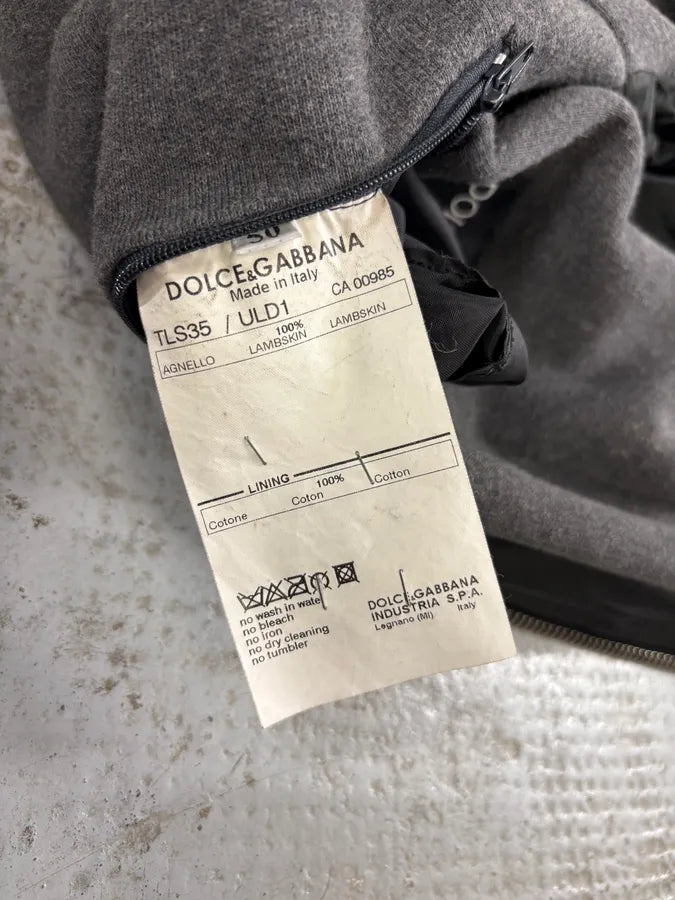 50
DOLCE&GABBANA
Made in Italy
TLS35 / ULD1 CA 00985
100%
AGNELLO LAMBSKIN LAMBSKIN
LINING
100%
Cotone Coton Cotton
no wash in water
no bleach
no iron
no dry cleaning
no tumbler
DOLCE&GABBANA
INDUSTRIA S.P.A.
Legnano (MI) Italy